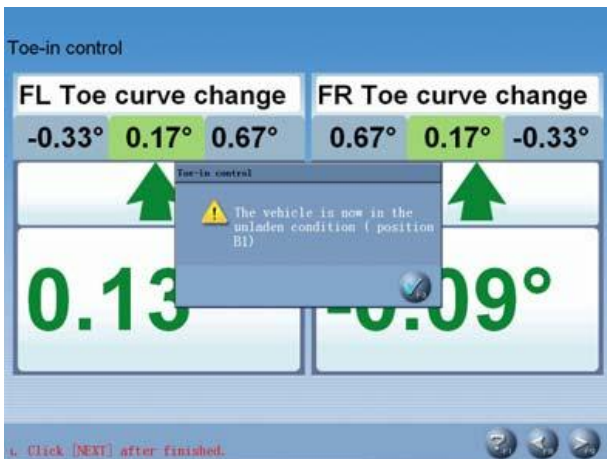 Toe-in control
FL Toe curve change
FR Toe curve change
-0.33° 0.17° 0.67°
0.67° 0.17° -0.33°
Toe-in control
The vehicle is now in the
unladen condition ( position
B1)
0.13
-0.09°
. Click [NEXT] after finished.